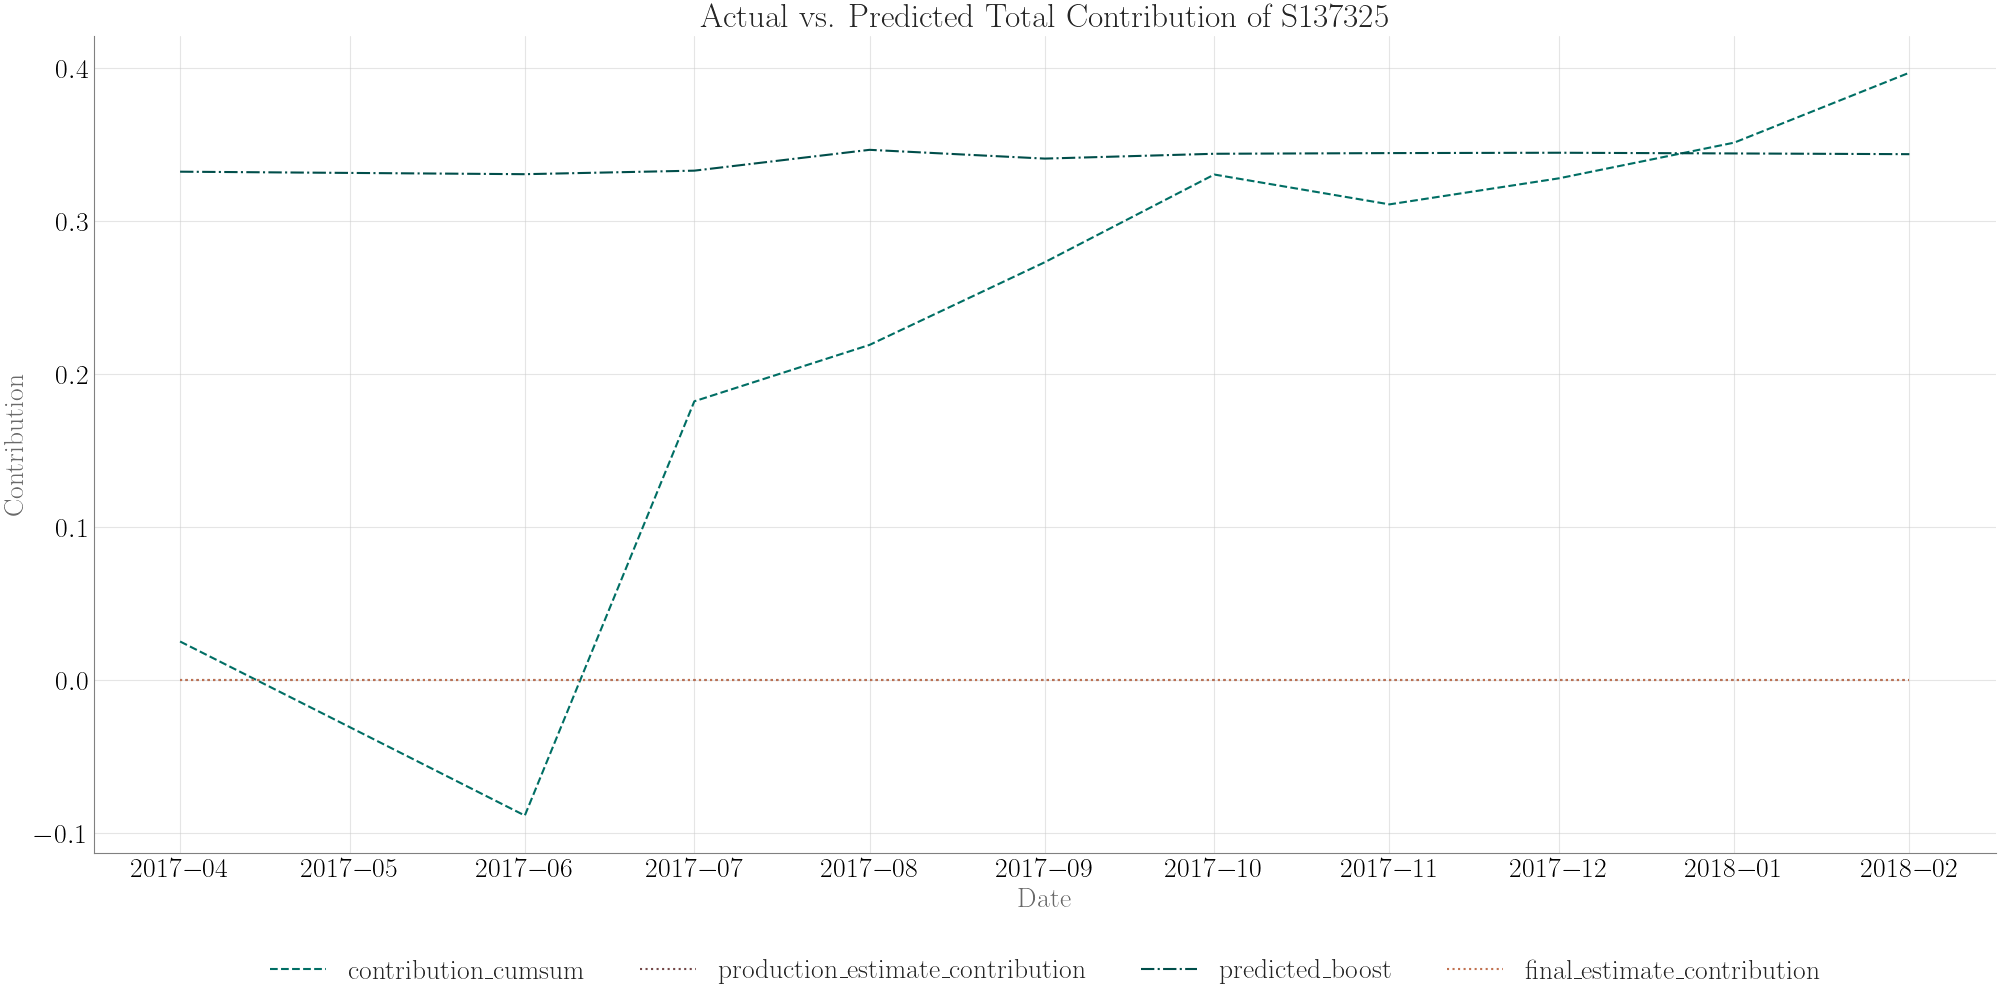 Actual vs. Predicted Total Contribution of S137325
0.4
0.3
0.2
0.1
0.0
−0.1
Contribution
2017−04 2017−05 2017−06 2017−07 2017−08 2017−09 2017−10 2017−11 2017−12 2018−01 2018−02
Date
contribution_cumsum production_estimate_contribution predicted_boost final_estimate_contribution